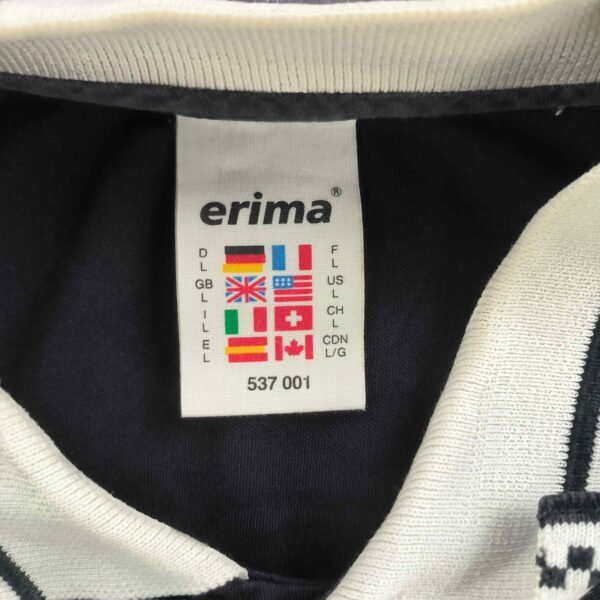 erima®
D F
L L
GB US
L L
I CH
L L
E CDN
L L/G
537 001